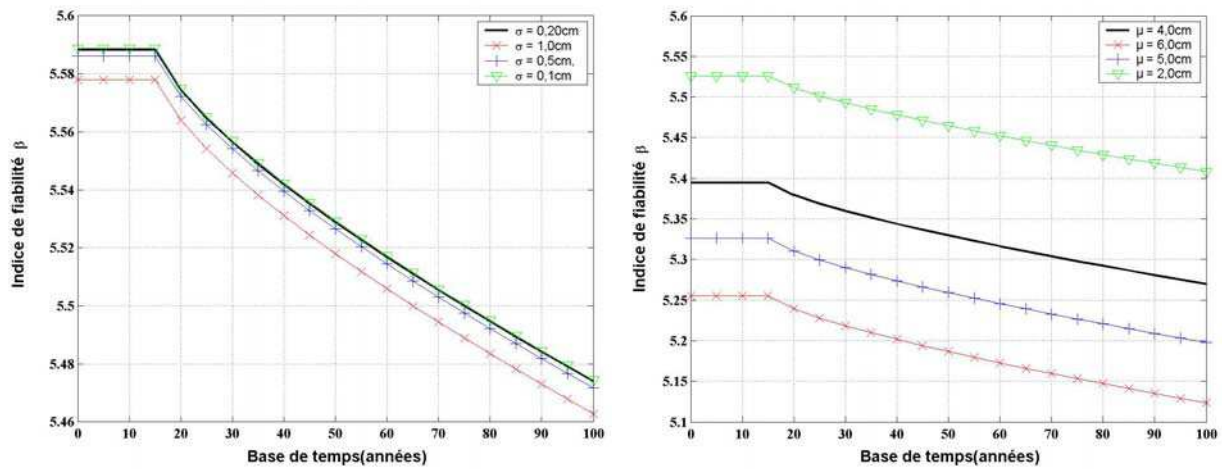 5.6
5.58
5.56
5.54
5.52
5.5
5.48
5.46
Indice de fiabilité β
0 10 20 30 40 50 60 70 80 90 100
Base de temps(années)
σ = 0,20cm
σ = 1,0cm
σ = 0,5cm,
σ = 0,1cm
5.6
5.55
5.5
5.45
5.4
5.35
5.3
5.25
5.2
5.15
5.1
Indice de fiabilité β
0 10 20 30 40 50 60 70 80 90 100
Base de temps(années)
μ = 4,0cm
μ = 6,0cm
μ = 5,0cm
μ = 2,0cm